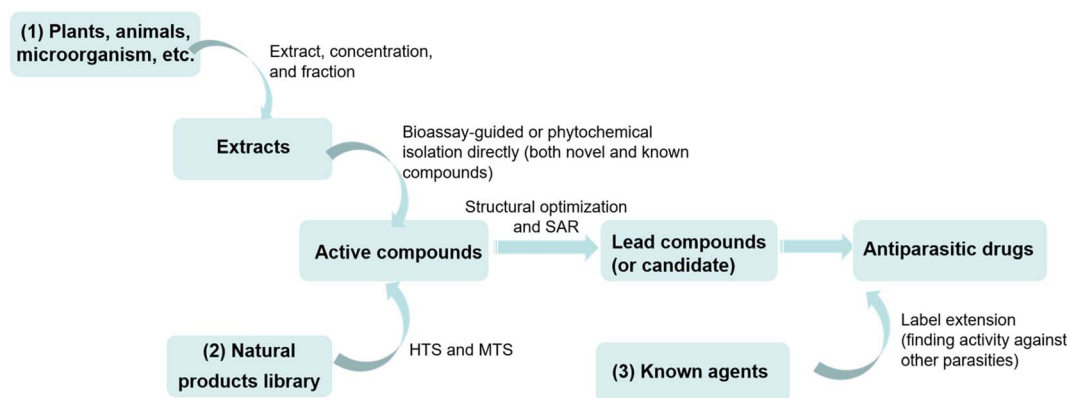 (1) Plants, animals,
microorganism, etc.
Extract, concentration,
and fraction
Extracts
Bioassay-guided or phytochemical
isolation directly (both novel and known
compounds)
Active compounds
Structural optimization
and SAR
Lead compounds
(or candidate)
Antiparasitic drugs
(2) Natural
products library
HTS and MTS
(3) Known agents
Label extension
(finding activity against
other parasities)